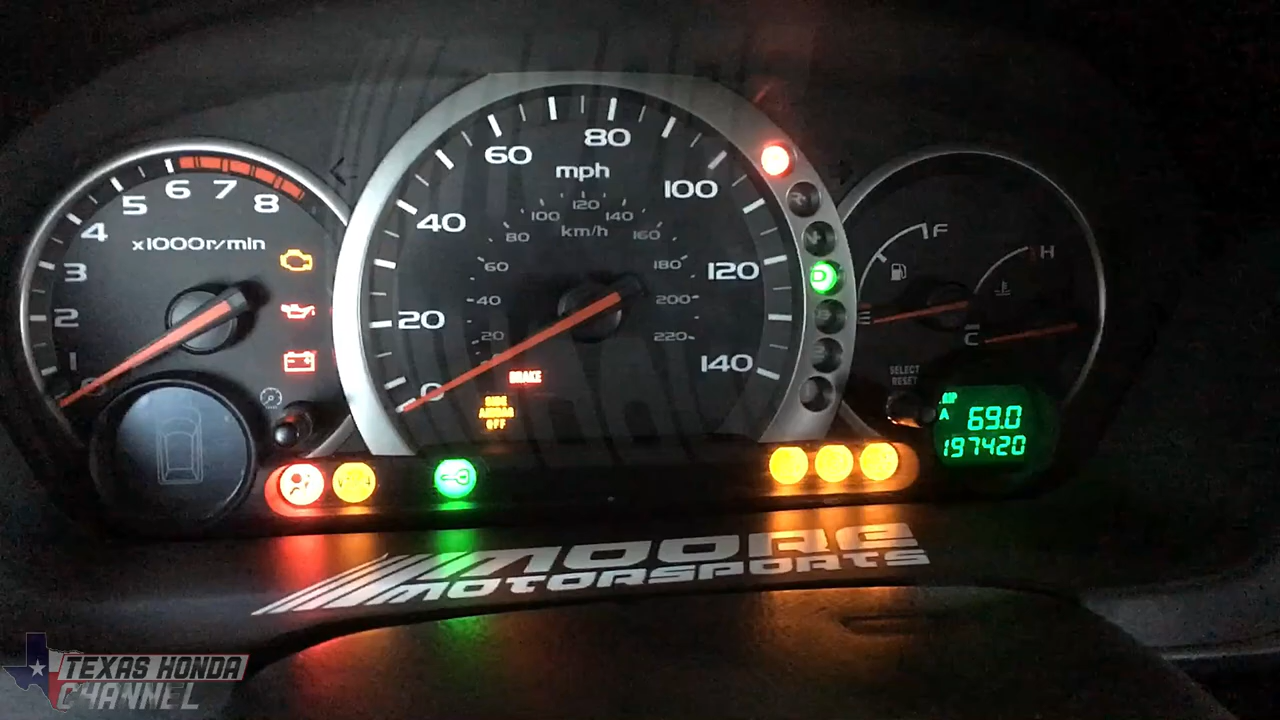 5 6 7 8
4
3
2
1
0
x1000r/min
0
20
40
60
80
100
120
140
mph
20
40
60
80
100
120
140
160
180
200
220
km/h
BRAKE
SIDE
AIRBAG
OFF
D
F
E
H
C
SELECT
RESET
A 69.0
197420
MOORE
MOTORSPORTS
TEXAS HONDA
CHANNEL